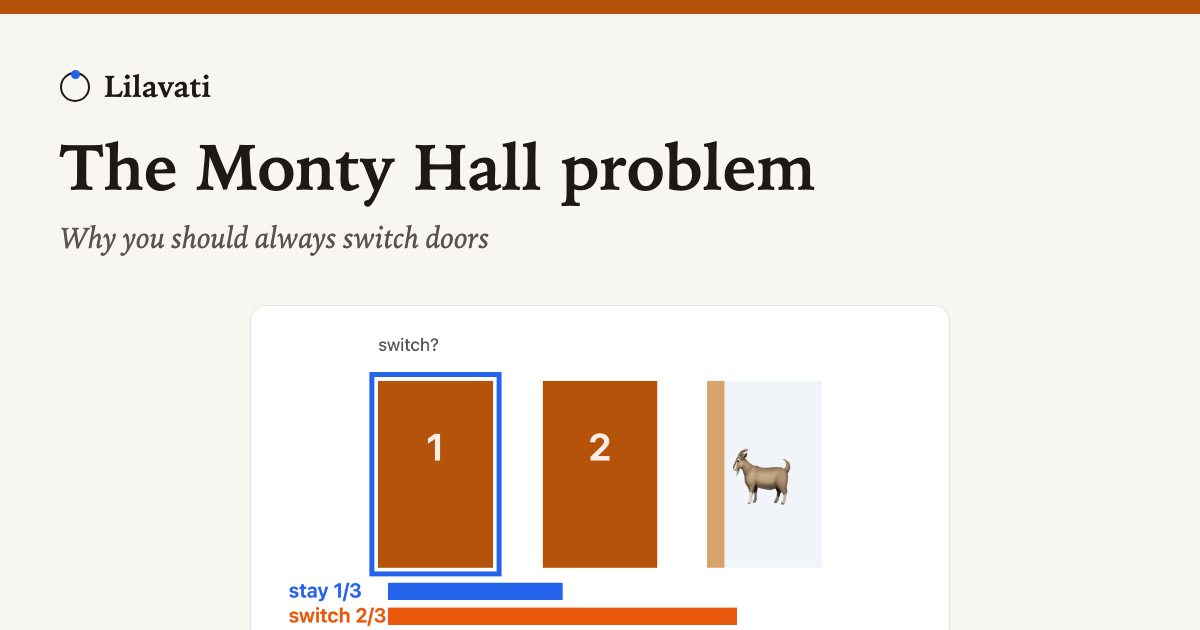 Lilavati
The Monty Hall problem
Why you should always switch doors
switch?
1
2
stay 1/3
switch 2/3